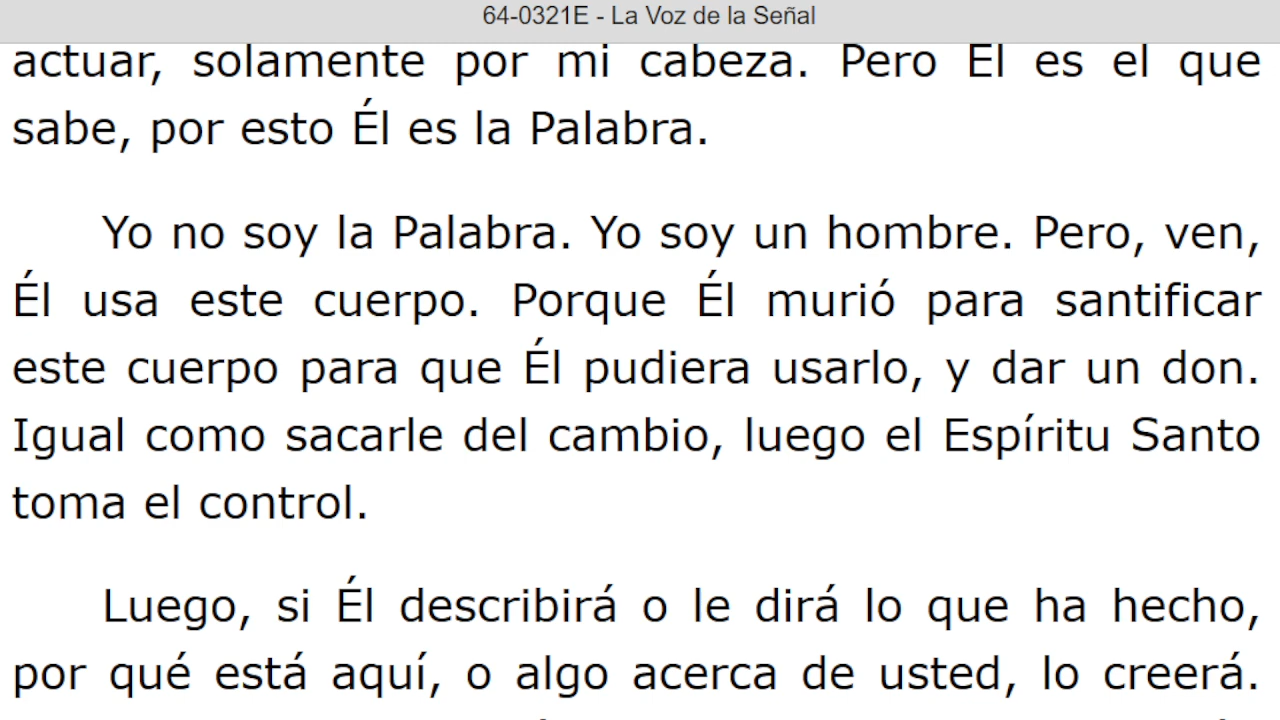 64-0321E - La Voz de la Señal
actuar, solamente por mi cabeza. Pero Él es el que
sabe, por esto Él es la Palabra.
Yo no soy la Palabra. Yo soy un hombre. Pero, ven,
Él usa este cuerpo. Porque Él murió para santificar
este cuerpo para que Él pudiera usarlo, y dar un don.
Igual como sacarle del cambio, luego el Espíritu Santo
toma el control.
Luego, si Él describirá o le dirá lo que ha hecho,
por qué está aquí, o algo acerca de usted, lo creerá.